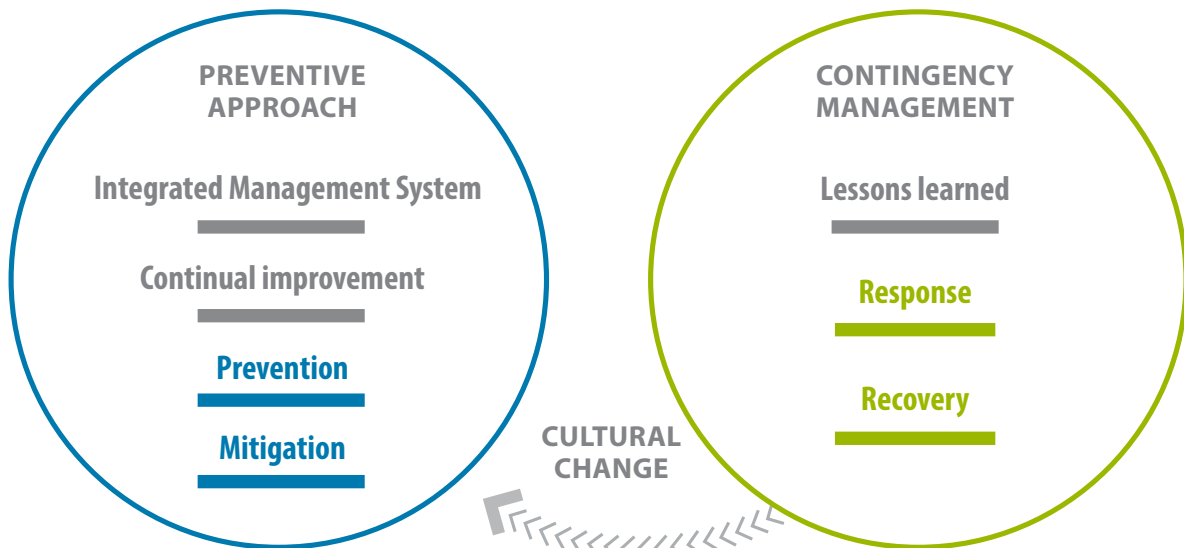 PREVENTIVE
APPROACH
Integrated Management System
Continual improvement
Prevention
Mitigation
CONTINGENCY
MANAGEMENT
Lessons learned
Response
Recovery
CULTURAL
CHANGE